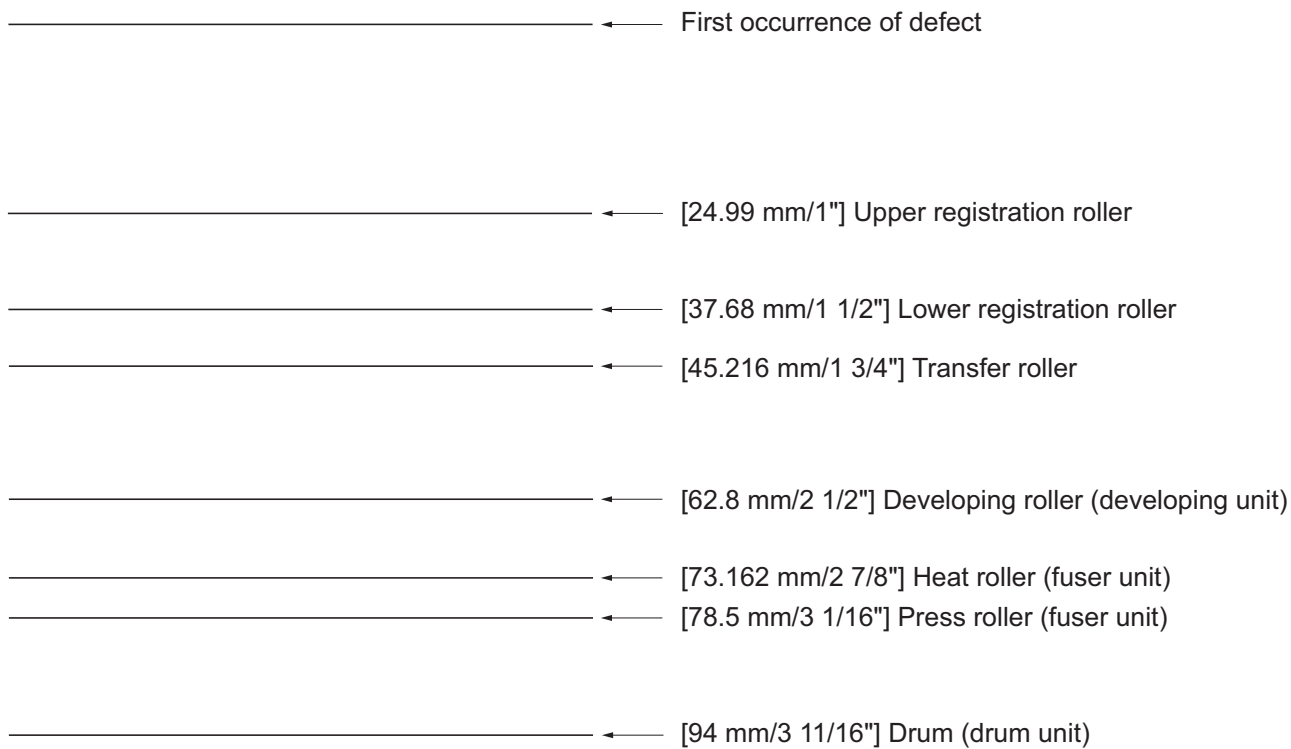 First occurrence of defect
[24.99 mm/1"] Upper registration roller
[37.68 mm/1 1/2"] Lower registration roller
[45.216 mm/1 3/4"] Transfer roller
[62.8 mm/2 1/2"] Developing roller (developing unit)
[73.162 mm/2 7/8"] Heat roller (fuser unit)
[78.5 mm/3 1/16"] Press roller (fuser unit)
[94 mm/3 11/16"] Drum (drum unit)